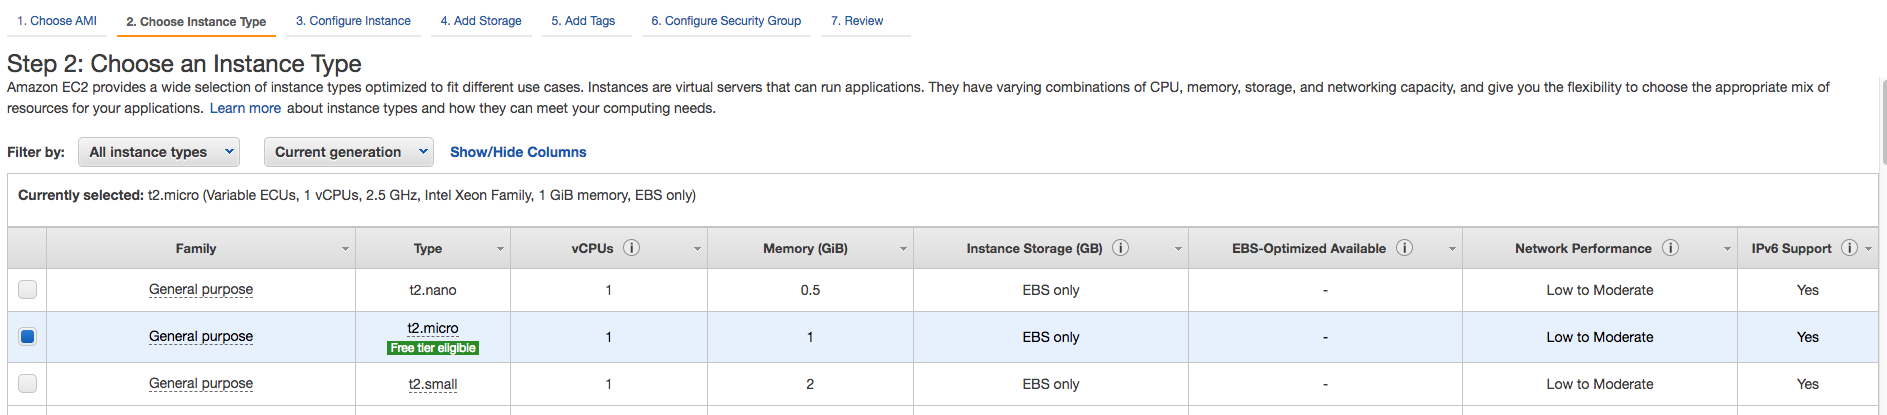 1. Choose AMI 2. Choose Instance Type 3. Configure Instance 4. Add Storage 5. Add Tags 6. Configure Security Group 7. Review
Step 2: Choose an Instance Type
Amazon EC2 provides a wide selection of instance types optimized to fit different use cases. Instances are virtual servers that can run applications. They have varying combinations of CPU, memory, storage, and networking capacity, and give you the flexibility to choose the appropriate mix of
resources for your applications. Learn more about instance types and how they can meet your computing needs.
Filter by: All instance types Current generation Show/Hide Columns
Currently selected: t2.micro (Variable ECUs, 1 vCPUs, 2.5 GHz, Intel Xeon Family, 1 GiB memory, EBS only)
Family Type vCPUs i Memory (GiB) Instance Storage (GB) i EBS-Optimized Available i Network Performance i IPv6 Support i
General purpose t2.nano 1 0.5 EBS only - Low to Moderate Yes
General purpose t2.micro 1 1 EBS only - Low to Moderate Yes
Free tier eligible
General purpose t2.small 1 2 EBS only - Low to Moderate Yes